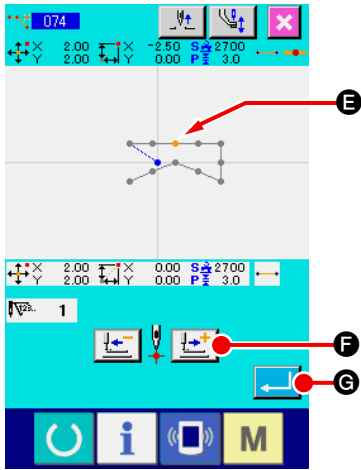 074
X 2.00 X -2.50 S 2700
Y 2.00 Y 0.00 P 3.0
E
X 2.00 X 0.00 S 2700
Y 2.00 Y 0.00 P 3.0
123.. 1
F
G
i M